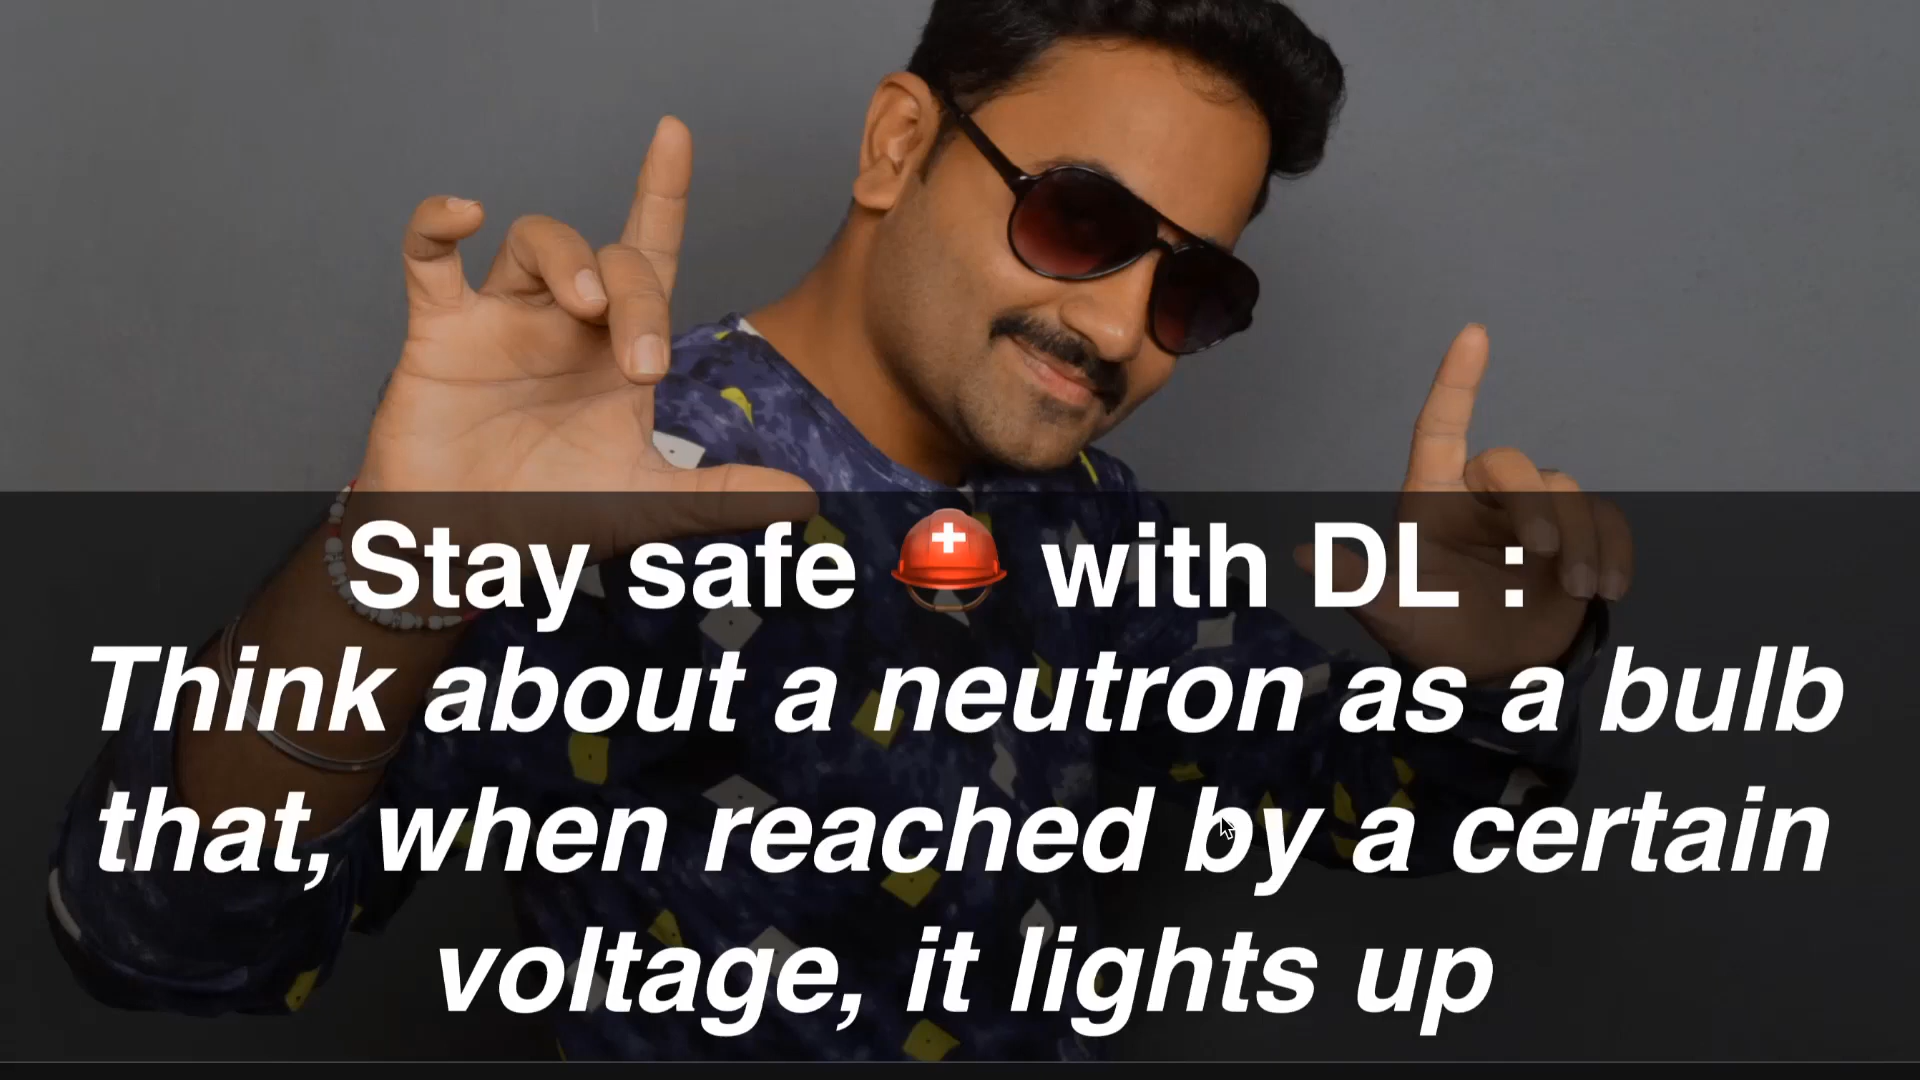 Stay safe ⛑ with DL :
Think about a neutron as a bulb
that, when reached by a certain
voltage, it lights up